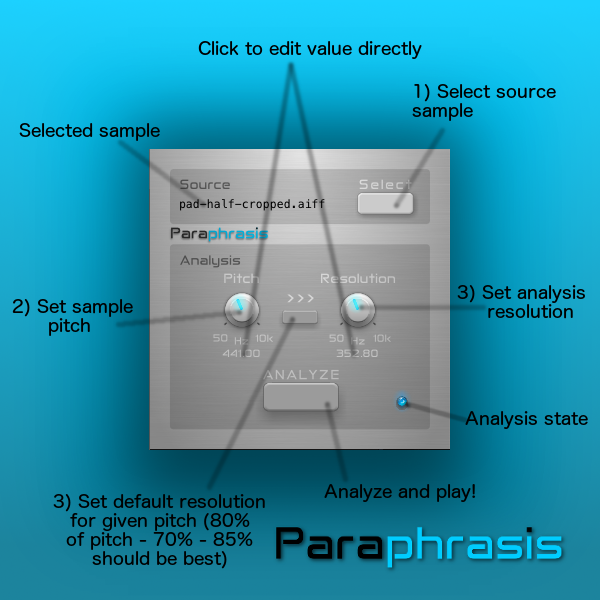 Click to edit value directly
1) Select source
sample
Selected sample
Source
Select
pad-half-cropped.aiff
Paraphrasis
Analysis
Pitch
Resolution
>>>
50 Hz 10k
50 Hz 10k
441.00
352.80
2) Set sample
pitch
3) Set analysis
resolution
ANALYZE
Analysis state
3) Set default resolution
for given pitch (80%
of pitch - 70% - 85%
should be best)
Analyze and play!
Paraphrasis